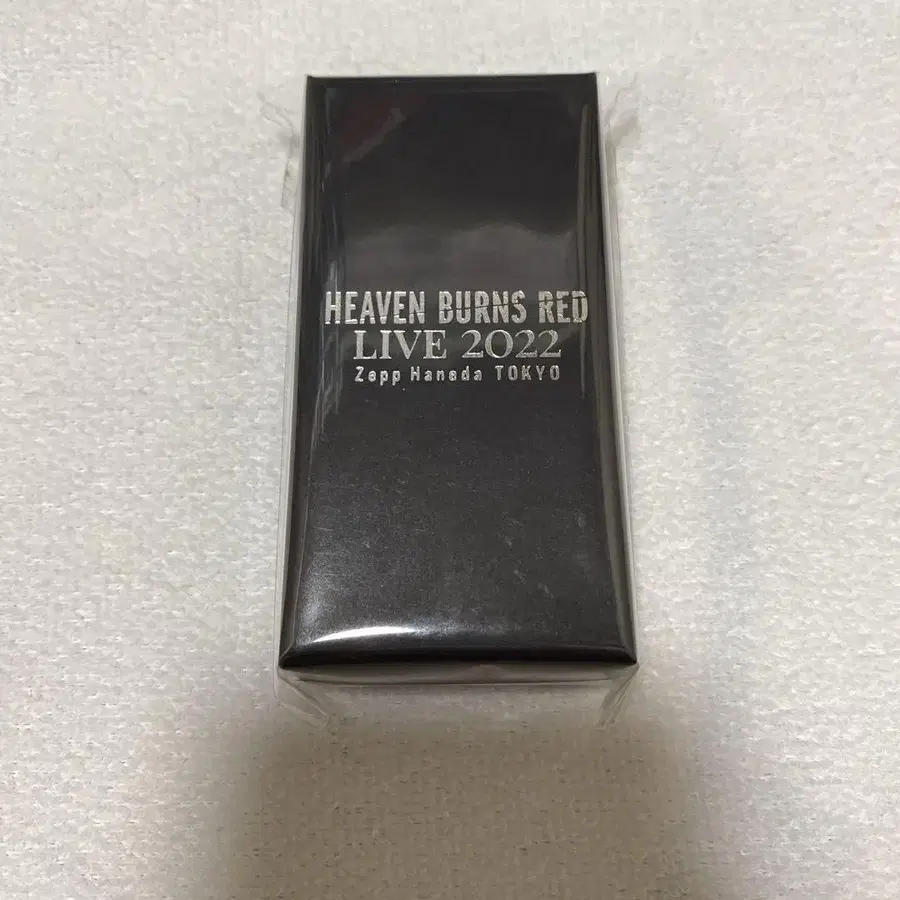 HEAVEN BURNS RED
LIVE 2022
Zepp Haneda TOKYO